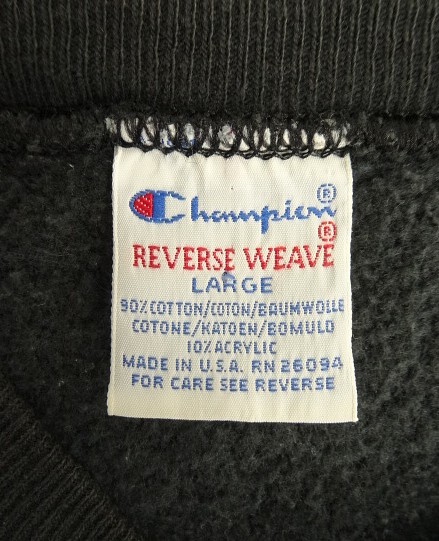 Champion®
REVERSE WEAVE®
LARGE
90% COTTON/COTON/BAUMWOLLE
COTONE/KATOEN/BOMULD
10% ACRYLIC
MADE IN U.S.A. RN 26094
FOR CARE SEE REVERSE